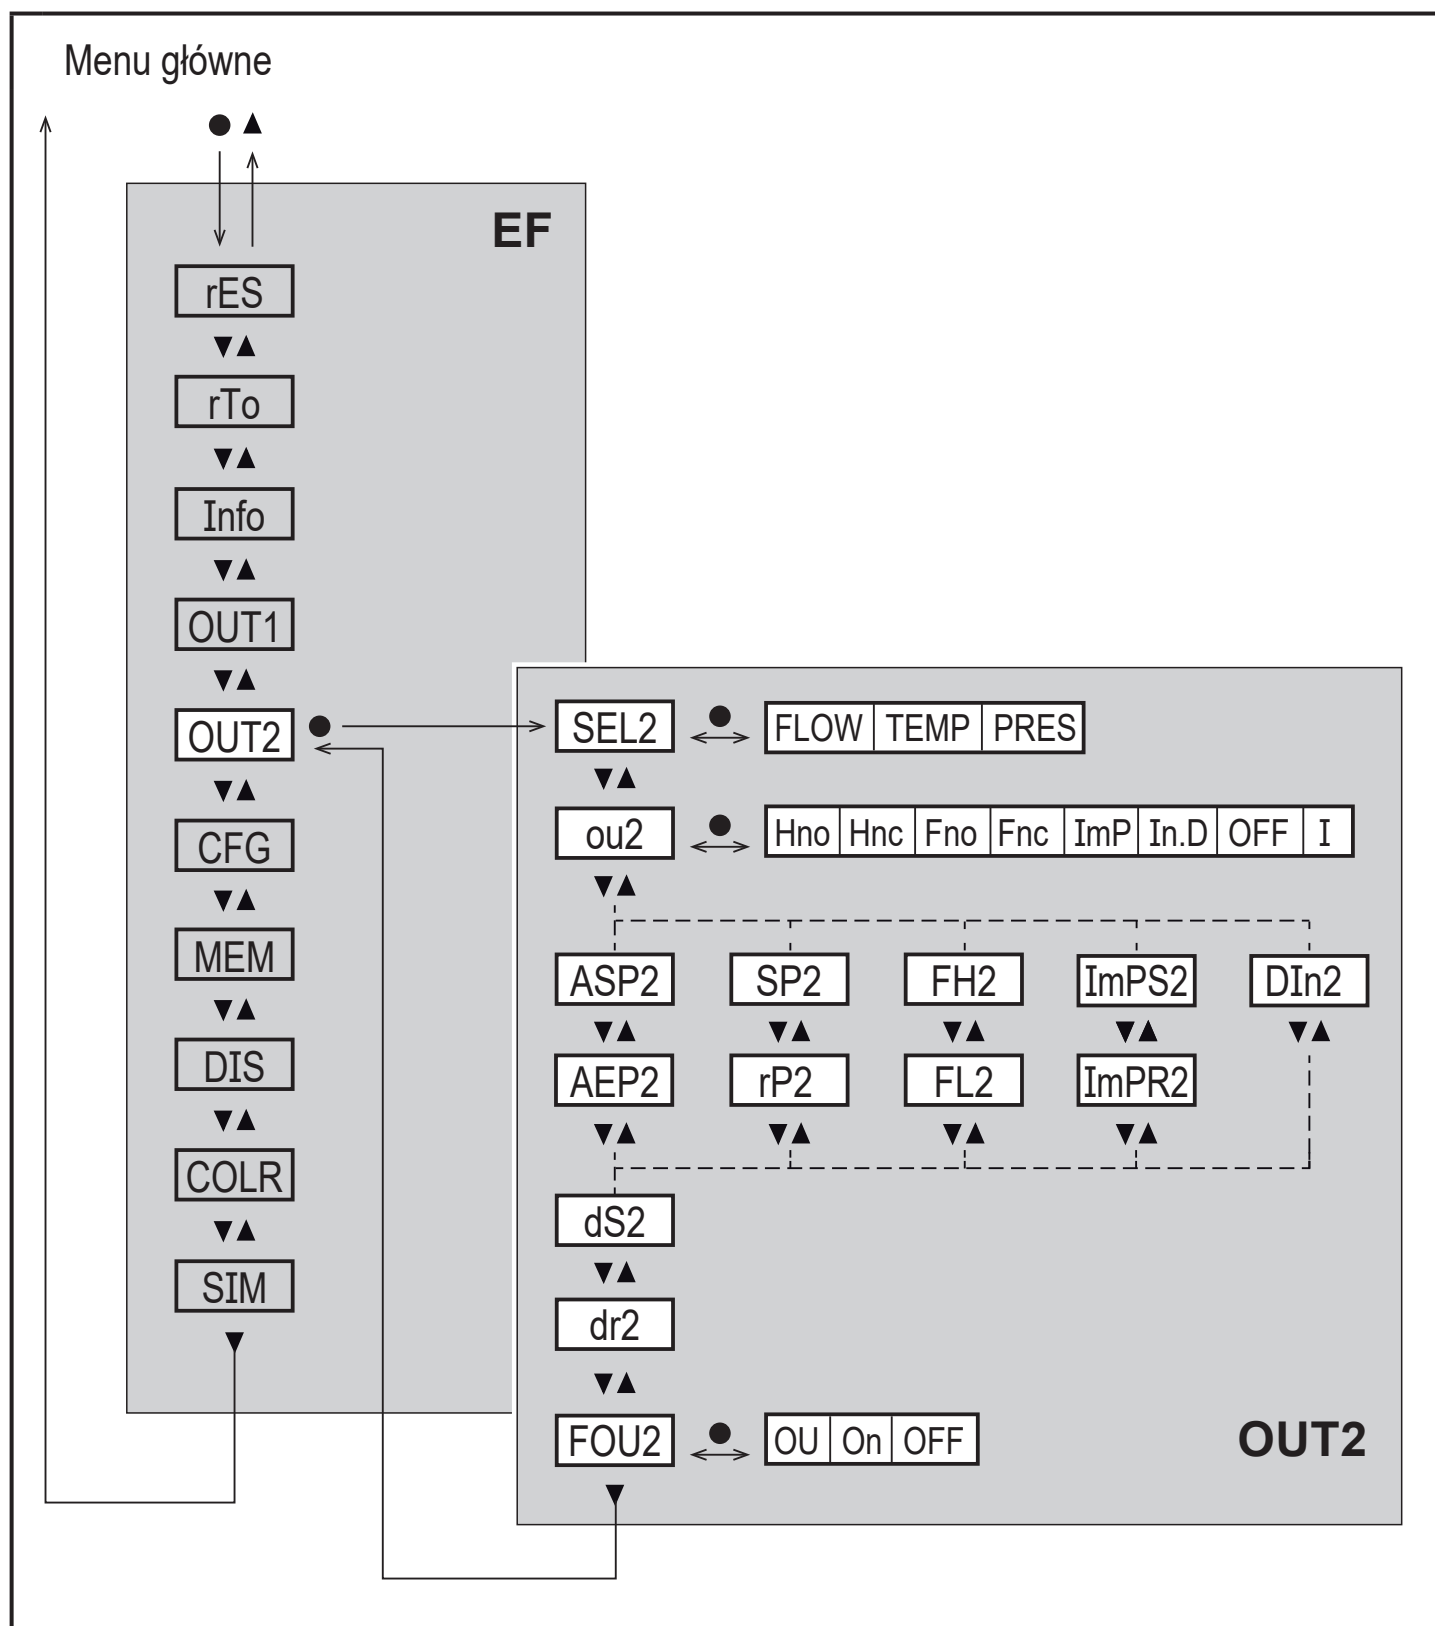 Menu główne
EF
rES
rTo
Info
OUT1
OUT2
CFG
MEM
DIS
COLR
SIM
SEL2 FLOW TEMP PRES
ou2 Hno Hnc Fno Fnc ImP In.D OFF I
ASP2 SP2 FH2 ImPS2 DIn2
AEP2 rP2 FL2 ImPR2
dS2
dr2
FOU2 OU On OFF
OUT2